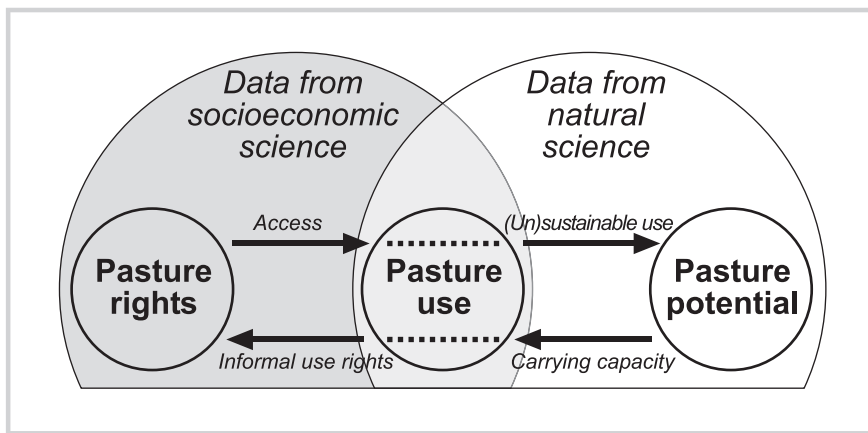 Data from
socioeconomic
science
Data from
natural
science
Access
(Un)sustainable use
Pasture
rights
Pasture
use
Pasture
potential
Informal use rights
Carrying capacity